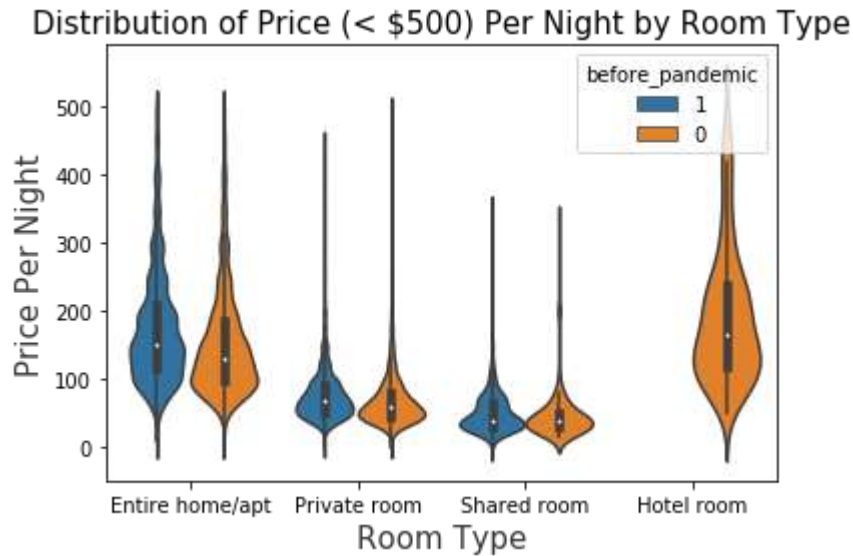 Distribution of Price (< $500) Per Night by Room Type
before_pandemic
1
0
500
400
300
200
100
0
Price Per Night
Entire home/apt Private room Shared room Hotel room
Room Type